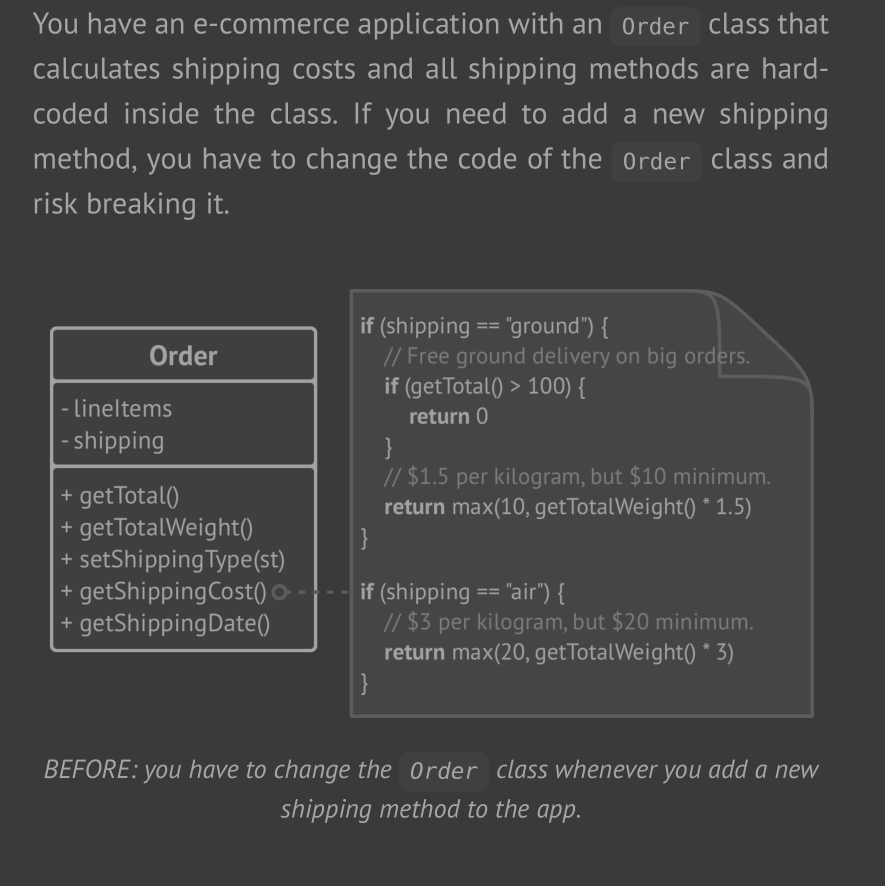 You have an e-commerce application with an Order class that
calculates shipping costs and all shipping methods are hard-
coded inside the class. If you need to add a new shipping
method, you have to change the code of the Order class and
risk breaking it.
Order
- lineItems
- shipping
+ getTotal()
+ getTotalWeight()
+ setShippingType(st)
+ getShippingCost()
+ getShippingDate()
if (shipping == "ground") {
// Free ground delivery on big orders.
if (getTotal() > 100) {
return 0
}
// $1.5 per kilogram, but $10 minimum.
return max(10, getTotalWeight() * 1.5)
}
if (shipping == "air") {
// $3 per kilogram, but $20 minimum.
return max(20, getTotalWeight() * 3)
}
BEFORE: you have to change the Order class whenever you add a new
shipping method to the app.